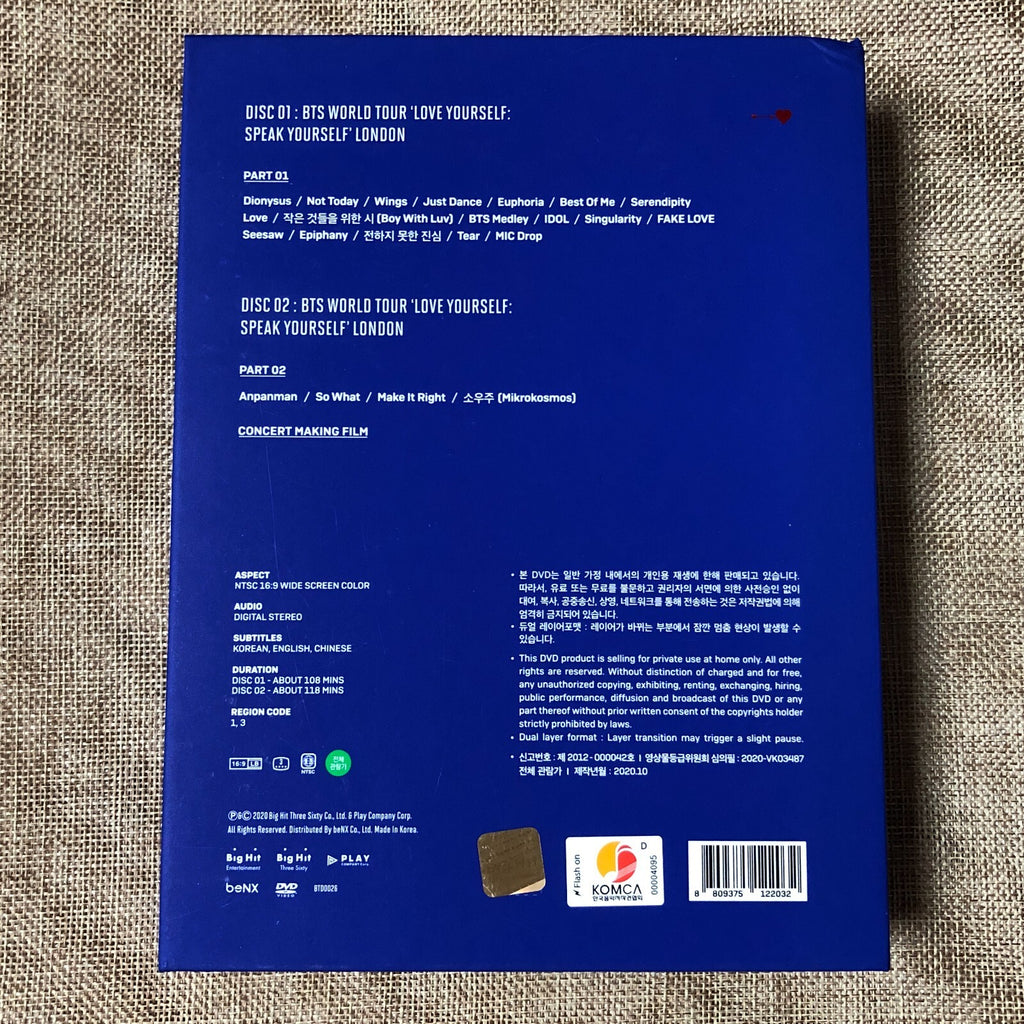 DISC 01 : BTS WORLD TOUR 'LOVE YOURSELF:
SPEAK YOURSELF' LONDON
PART 01
Dionysus / Not Today / Wings / Just Dance / Euphoria / Best Of Me / Serendipity
Love / 작은 것들을 위한 시 (Boy With Luv) / BTS Medley / IDOL / Singularity / FAKE LOVE
Seesaw / Epiphany / 전하지 못한 진심 / Tear / MIC Drop
DISC 02 : BTS WORLD TOUR 'LOVE YOURSELF:
SPEAK YOURSELF' LONDON
PART 02
Anpanman / So What / Make It Right / 소우주 (Mikrokosmos)
CONCERT MAKING FILM
ASPECT
NTSC 16:9 WIDE SCREEN COLOR
AUDIO
DIGITAL STEREO
SUBTITLES
KOREAN, ENGLISH, CHINESE
DURATION
DISC 01 - ABOUT 108 MINS
DISC 02 - ABOUT 118 MINS
REGION CODE
1, 3
16:9 LB
3
NTSC
전체
관람가
• 본 DVD는 일반 가정 내에서의 개인용 재생에 한해 판매되고 있습니다.
따라서, 유료 또는 무료를 불문하고 권리자의 서면에 의한 사전승인 없이
대여, 복사, 공중송신, 상영, 네트워크를 통해 전송하는 것은 저작권법에 의해
엄격히 금지되어 있습니다.
• 듀얼 레이어포맷 : 레이어가 바뀌는 부분에서 잠깐 멈춤 현상이 발생할 수
있습니다.
• This DVD product is selling for private use at home only. All other
rights are reserved. Without distinction of charged and for free,
any unauthorized copying, exhibiting, renting, exchanging, hiring,
public performance, diffusion and broadcast of this DVD or any
part thereof without prior written consent of the copyrights holder
strictly prohibited by laws.
• Dual layer format : Layer transition may trigger a slight pause.
• 신고번호 : 제 2012-000042호 | 영상물등급위원회 심의필 : 2020-VK03487
전체 관람가 | 제작년월 : 2020.10
Ⓟ&© 2020 Big Hit Three Sixty Co., Ltd. & Play Company Corp.
All Rights Reserved. Distributed By beNX Co., Ltd. Made In Korea.
Big Hit
Entertainment
Big Hit
Three Sixty
PLAY
COMPANY Corp.
beNX
DVD
VIDEO
BTD0026
Flash on
KOMCA
한국음악저작권협회
D
00004095
8 809375 122032